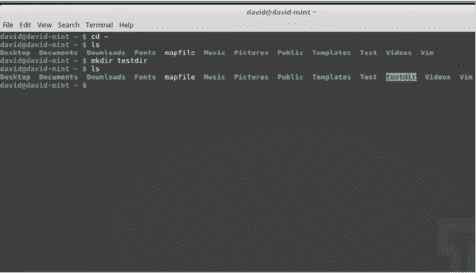 david@david-mint ~
File Edit View Search Terminal Help
david@david-mint ~ $ cd ~
david@david-mint ~ $ ls
Desktop Documents Downloads Fonts mapfile Music Pictures Public Templates Test Videos Vim
david@david-mint ~ $ mkdir testdir
david@david-mint ~ $ ls
Desktop Documents Downloads Fonts mapfile Music Pictures Public Templates Test testdir Videos Vim
david@david-mint ~ $